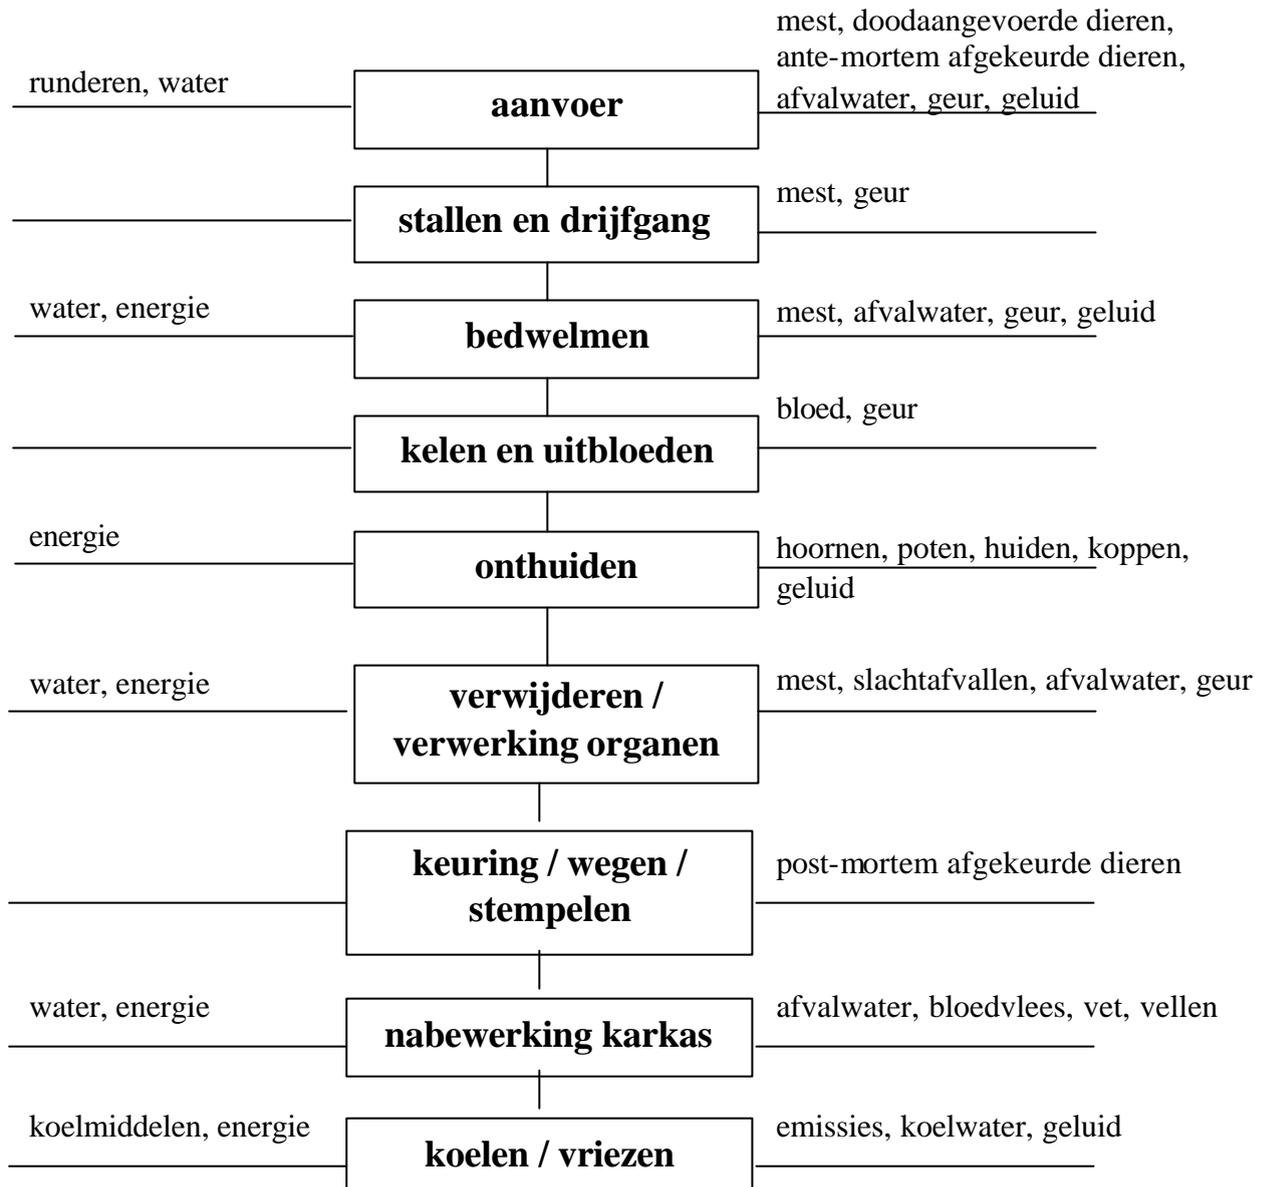 mest, doodaangevoerde dieren,
ante-mortem afgekeurde dieren,
runderen, water
aanvoer
afvalwater, geur, geluid
stallen en drijfgang
mest, geur
water, energie
bedwelmen
mest, afvalwater, geur, geluid
kelen en uitbloeden
bloed, geur
energie
onthuiden
hoornen, poten, huiden, koppen,
geluid
water, energie
verwijderen /
verwerking organen
mest, slachtafvallen, afvalwater, geur
keuring / wegen /
stempelen
post-mortem afgekeurde dieren
water, energie
nabewerking karkas
afvalwater, bloedvlees, vet, vellen
koelmiddelen, energie
koelen / vriezen
emissies, koelwater, geluid